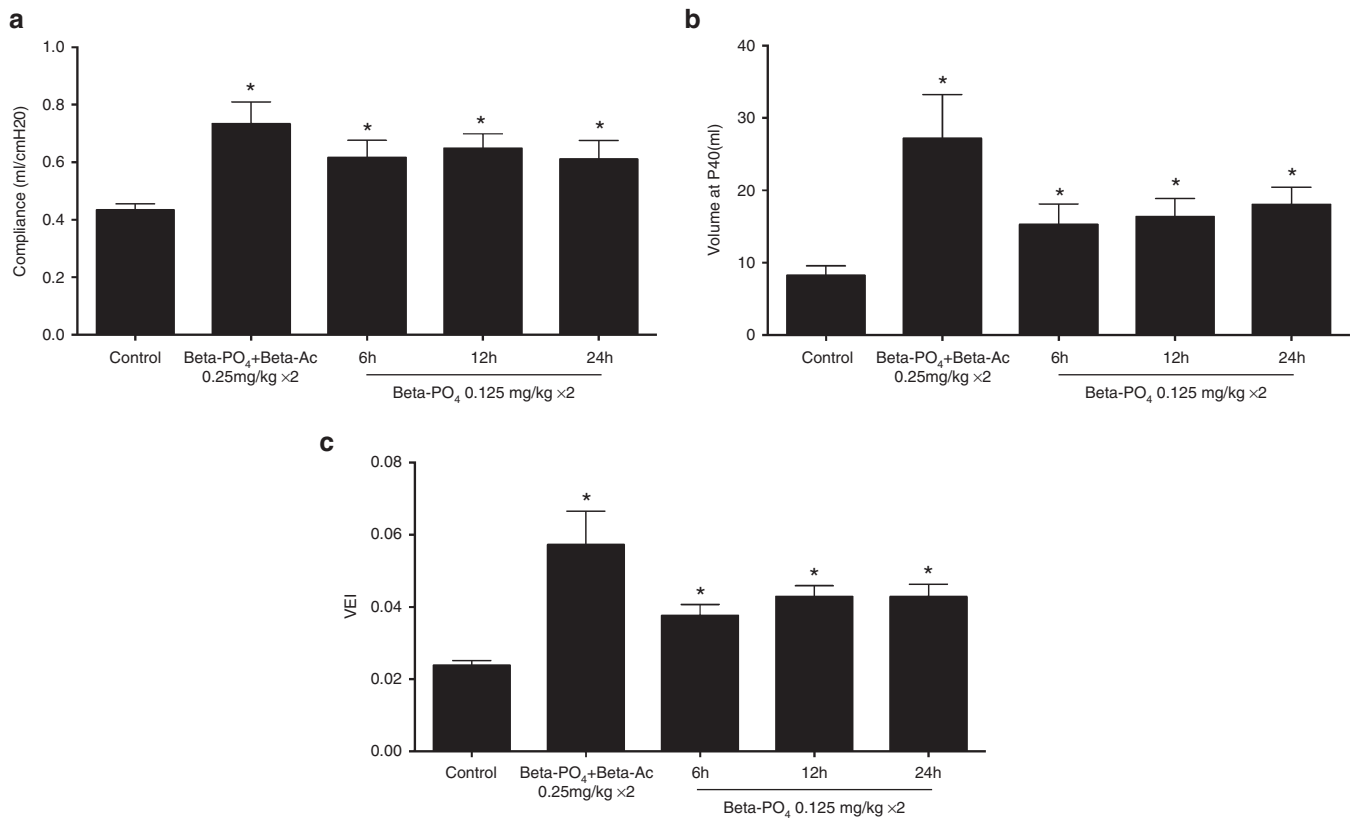 a
1.0
0.8
0.6
0.4
0.2
0.0
Compliance (ml/cmH20)
*
*
*
*
Control
Beta-PO₄+Beta-Ac
0.25mg/kg ×2
6h
12h
24h
Beta-PO₄ 0.125 mg/kg ×2
b
40
30
20
10
0
Volume at P40(ml)
*
*
*
*
Control
Beta-PO₄+Beta-Ac
0.25mg/kg ×2
6h
12h
24h
Beta-PO₄ 0.125 mg/kg ×2
c
0.08
0.06
0.04
0.02
0.00
VEI
*
*
*
*
Control
Beta-PO₄+Beta-Ac
0.25mg/kg ×2
6h
12h
24h
Beta-PO₄ 0.125 mg/kg ×2